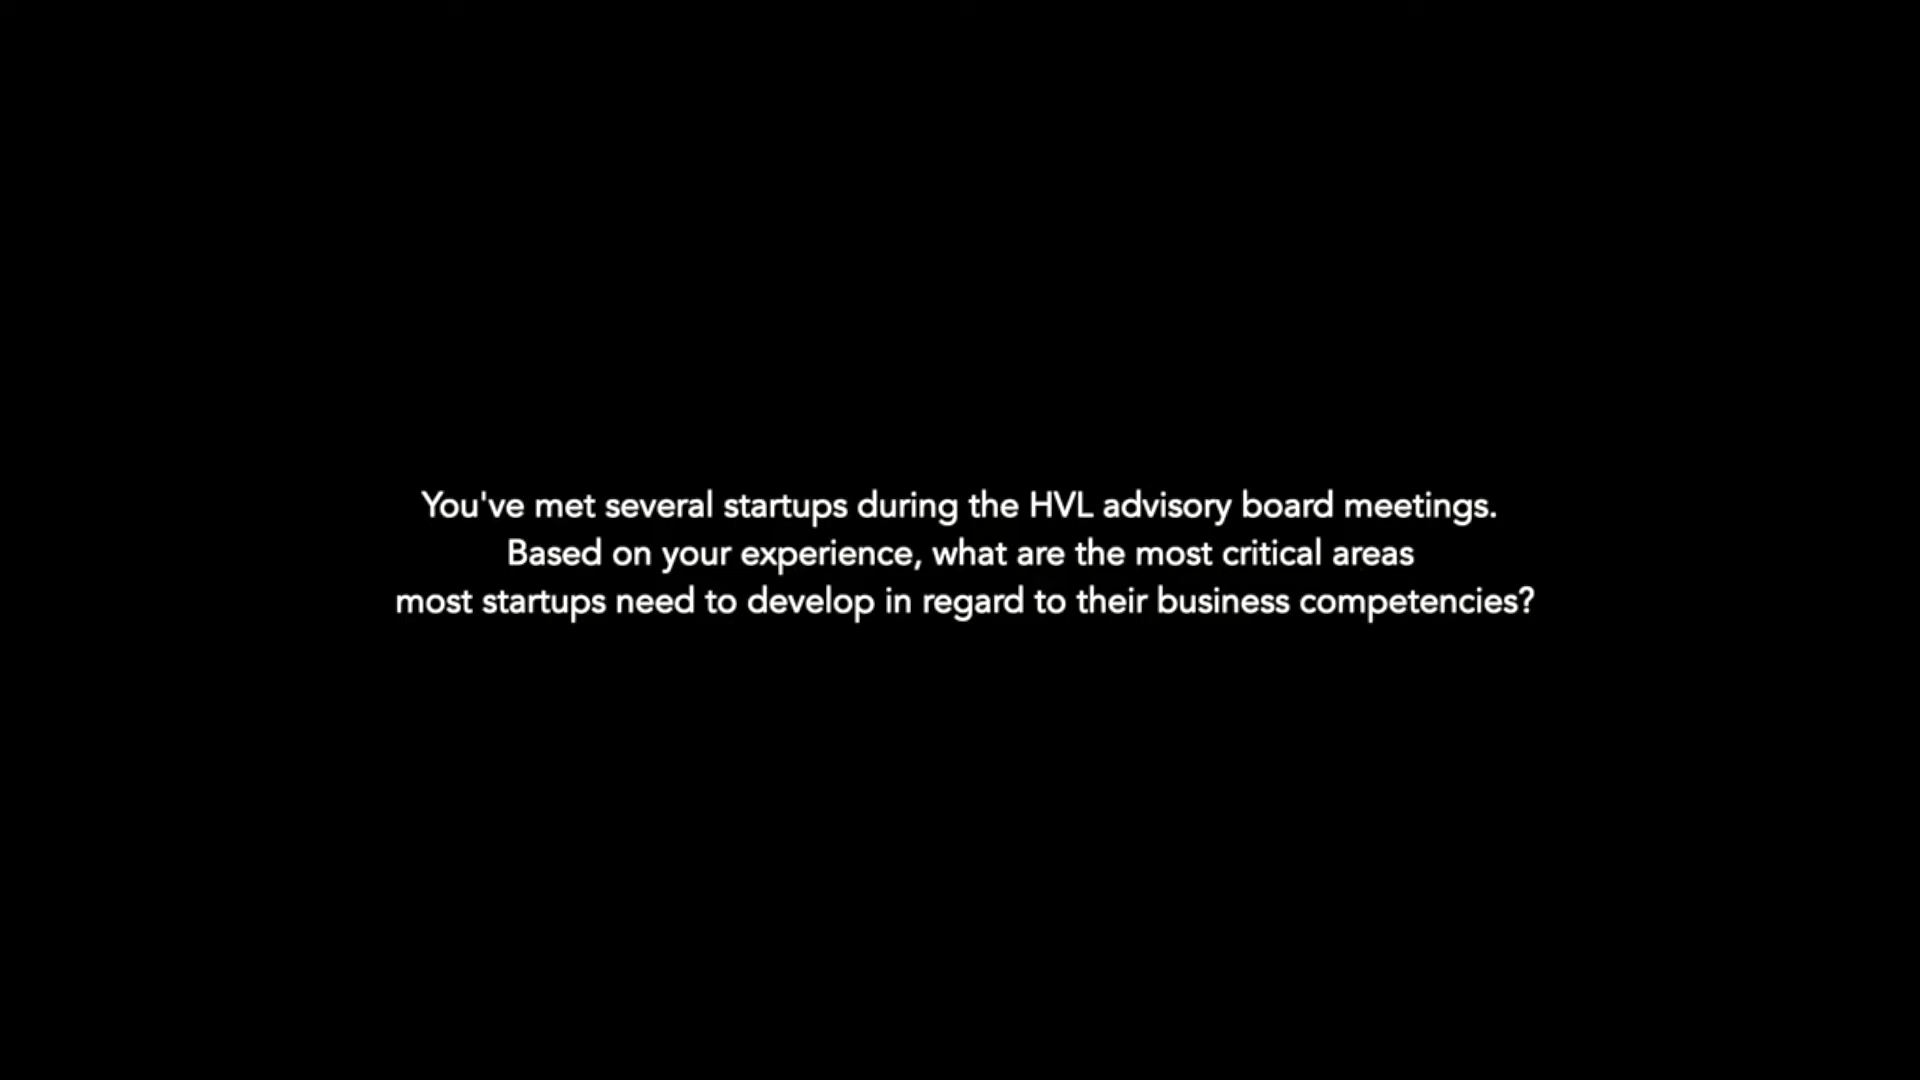 You've met several startups during the HVL advisory board meetings.
Based on your experience, what are the most critical areas
most startups need to develop in regard to their business competencies?